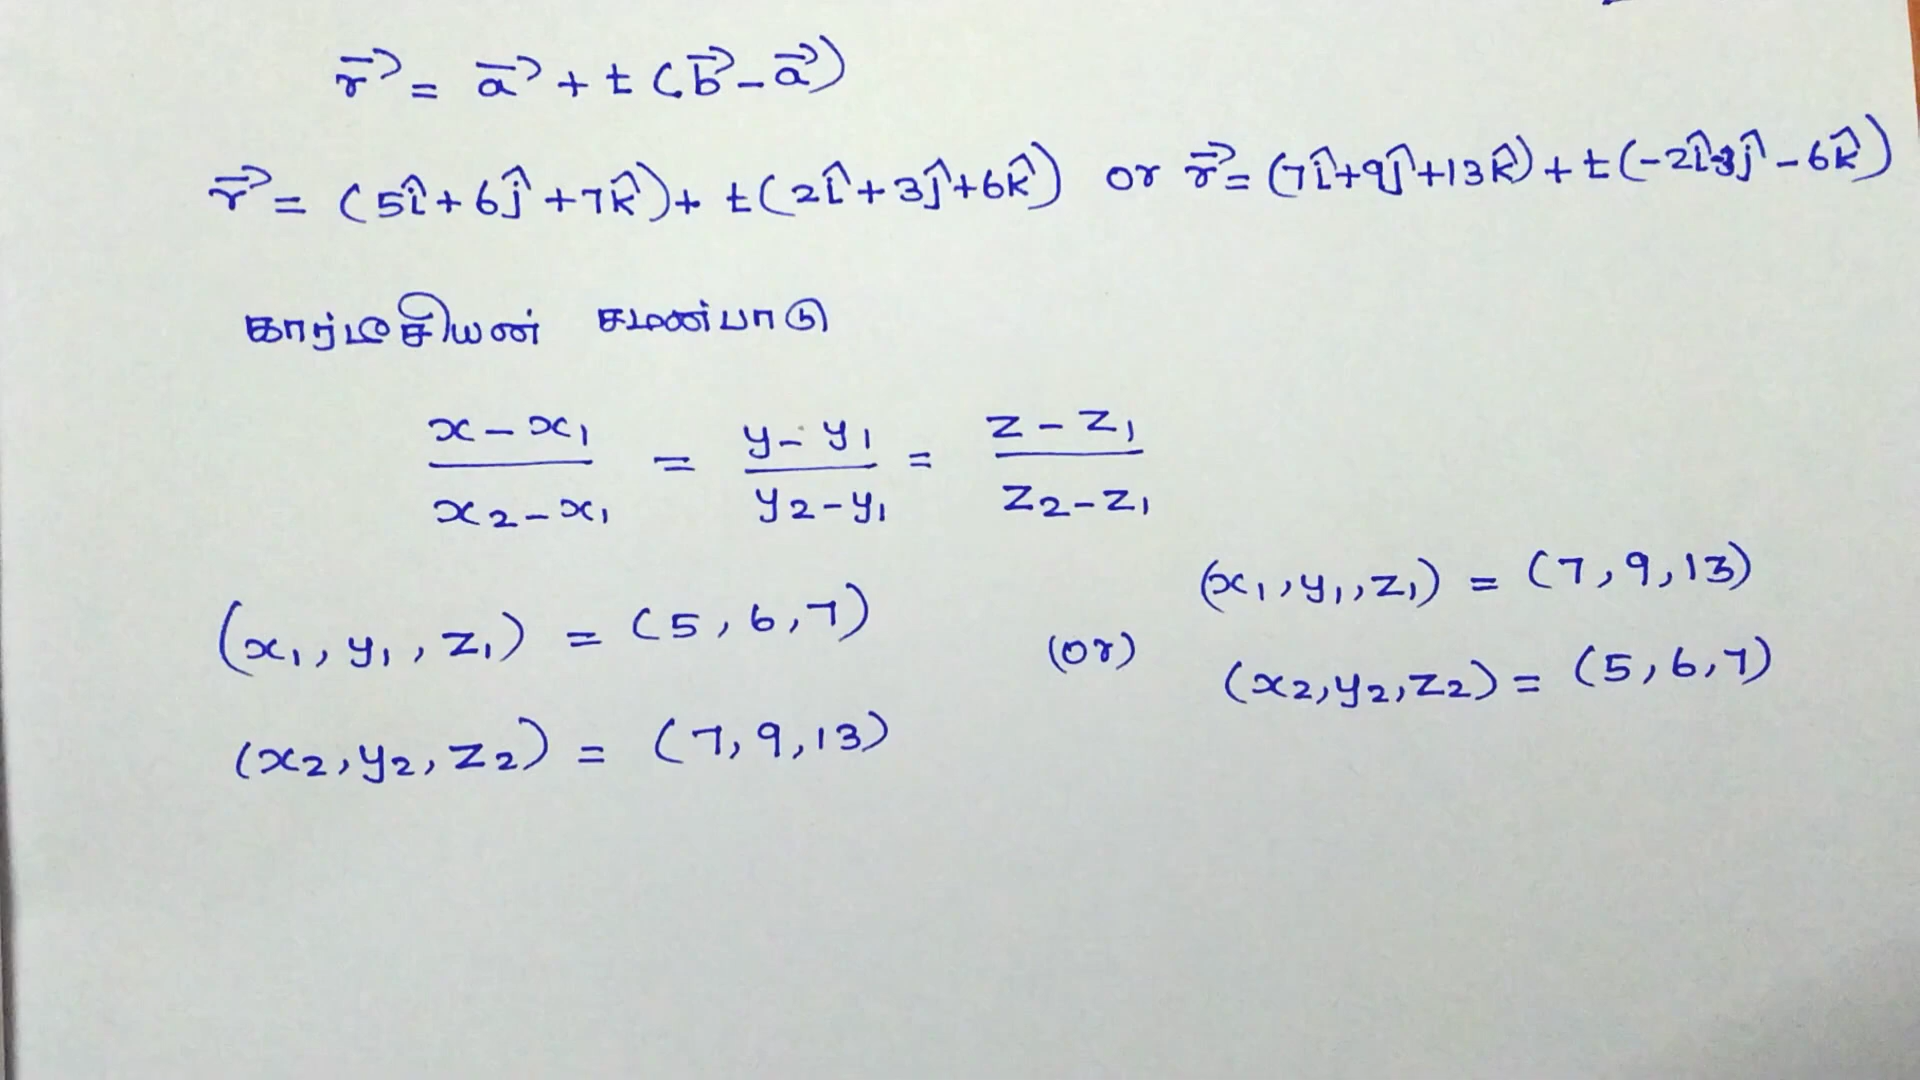 r⃗ = a⃗ + t (b⃗ - a⃗)
r⃗ = (5î + 6ĵ + 7k̂) + t(2î + 3ĵ + 6k̂) or r⃗ = (7î + 9ĵ + 13k̂) + t(-2î-3ĵ - 6k̂)
கார்டீசியன் சமன்பாடு
(x - x₁)/(x₂ - x₁) = (y - y₁)/(y₂ - y₁) = (z - z₁)/(z₂ - z₁)
(x₁, y₁, z₁) = (5, 6, 7)
(x₂, y₂, z₂) = (7, 9, 13)
(or)
(x₁, y₁, z₁) = (7, 9, 13)
(x₂, y₂, z₂) = (5, 6, 7)